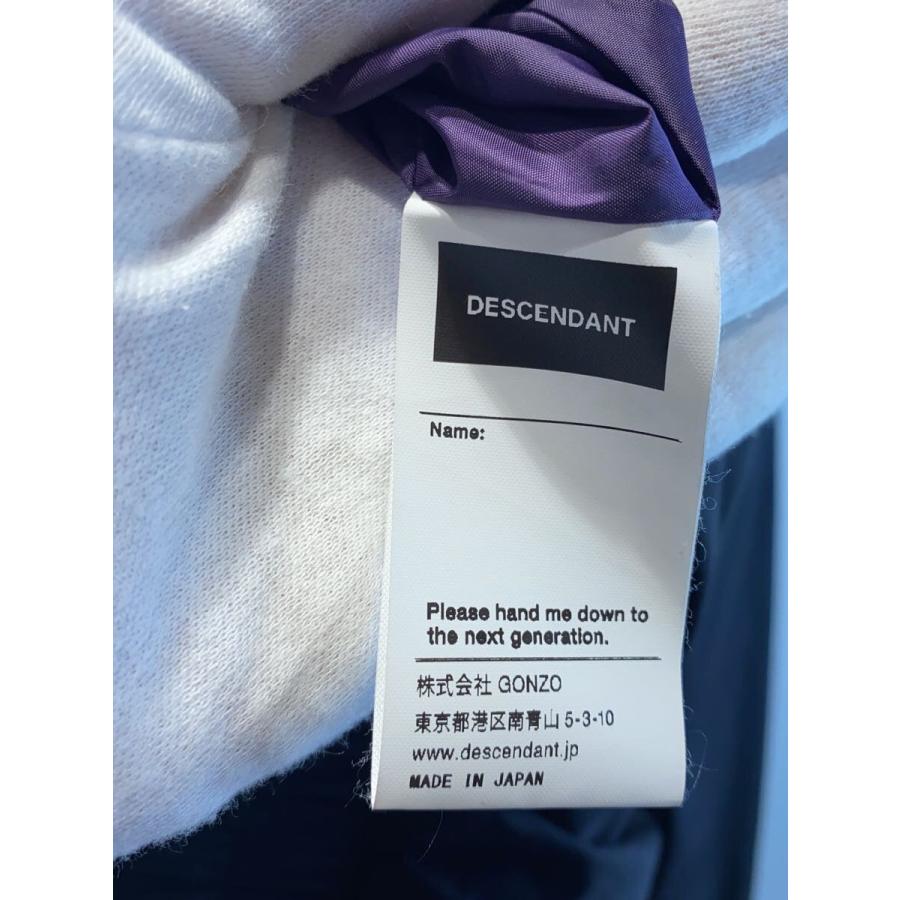 DESCENDANT
Name:
Please hand me down to
the next generation.
株式会社 GONZO
東京都港区南青山 5-3-10
www.descendant.jp
MADE IN JAPAN